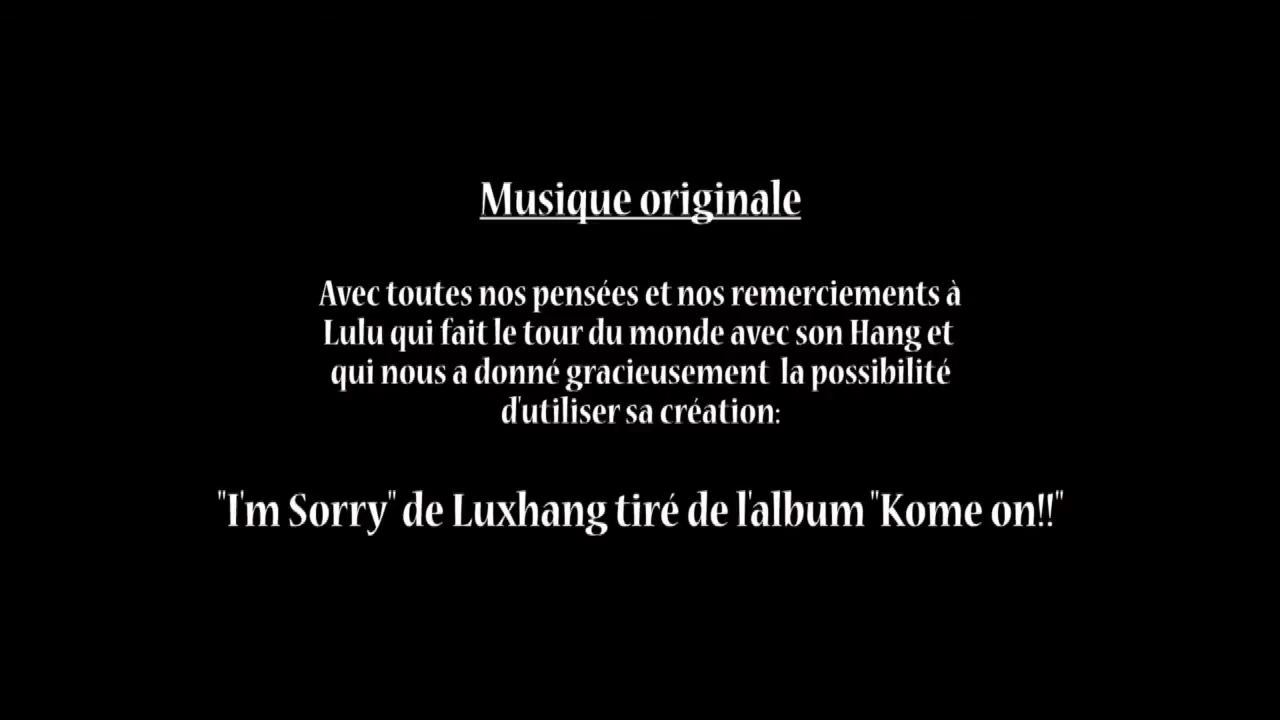 Musique originale
Avec toutes nos pensées et nos remerciements à
Lulu qui fait le tour du monde avec son Hang et
qui nous a donné gracieusement  la possibilité
d'utiliser sa création:
"I'm Sorry" de Luxhang tiré de l'album "Kome on!!"